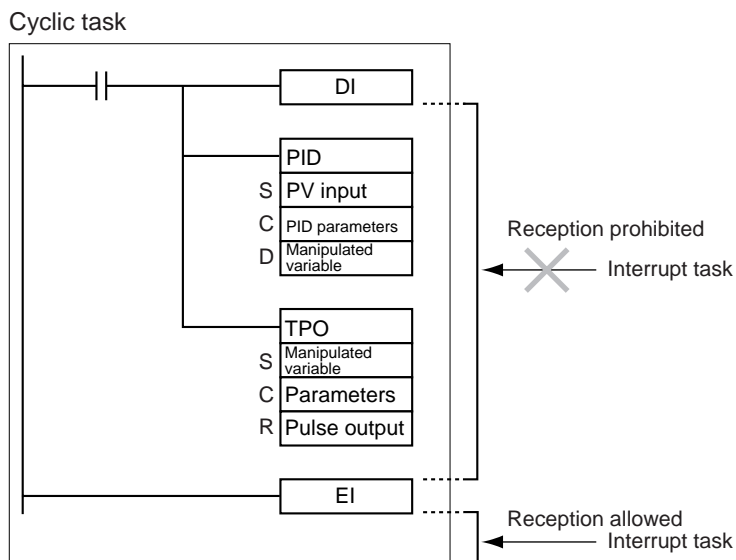 Cyclic task
DI
PID
S PV input
C PID parameters
D Manipulated
variable
Reception prohibited
Interrupt task
TPO
S Manipulated
variable
C Parameters
R Pulse output
EI
Reception allowed
Interrupt task